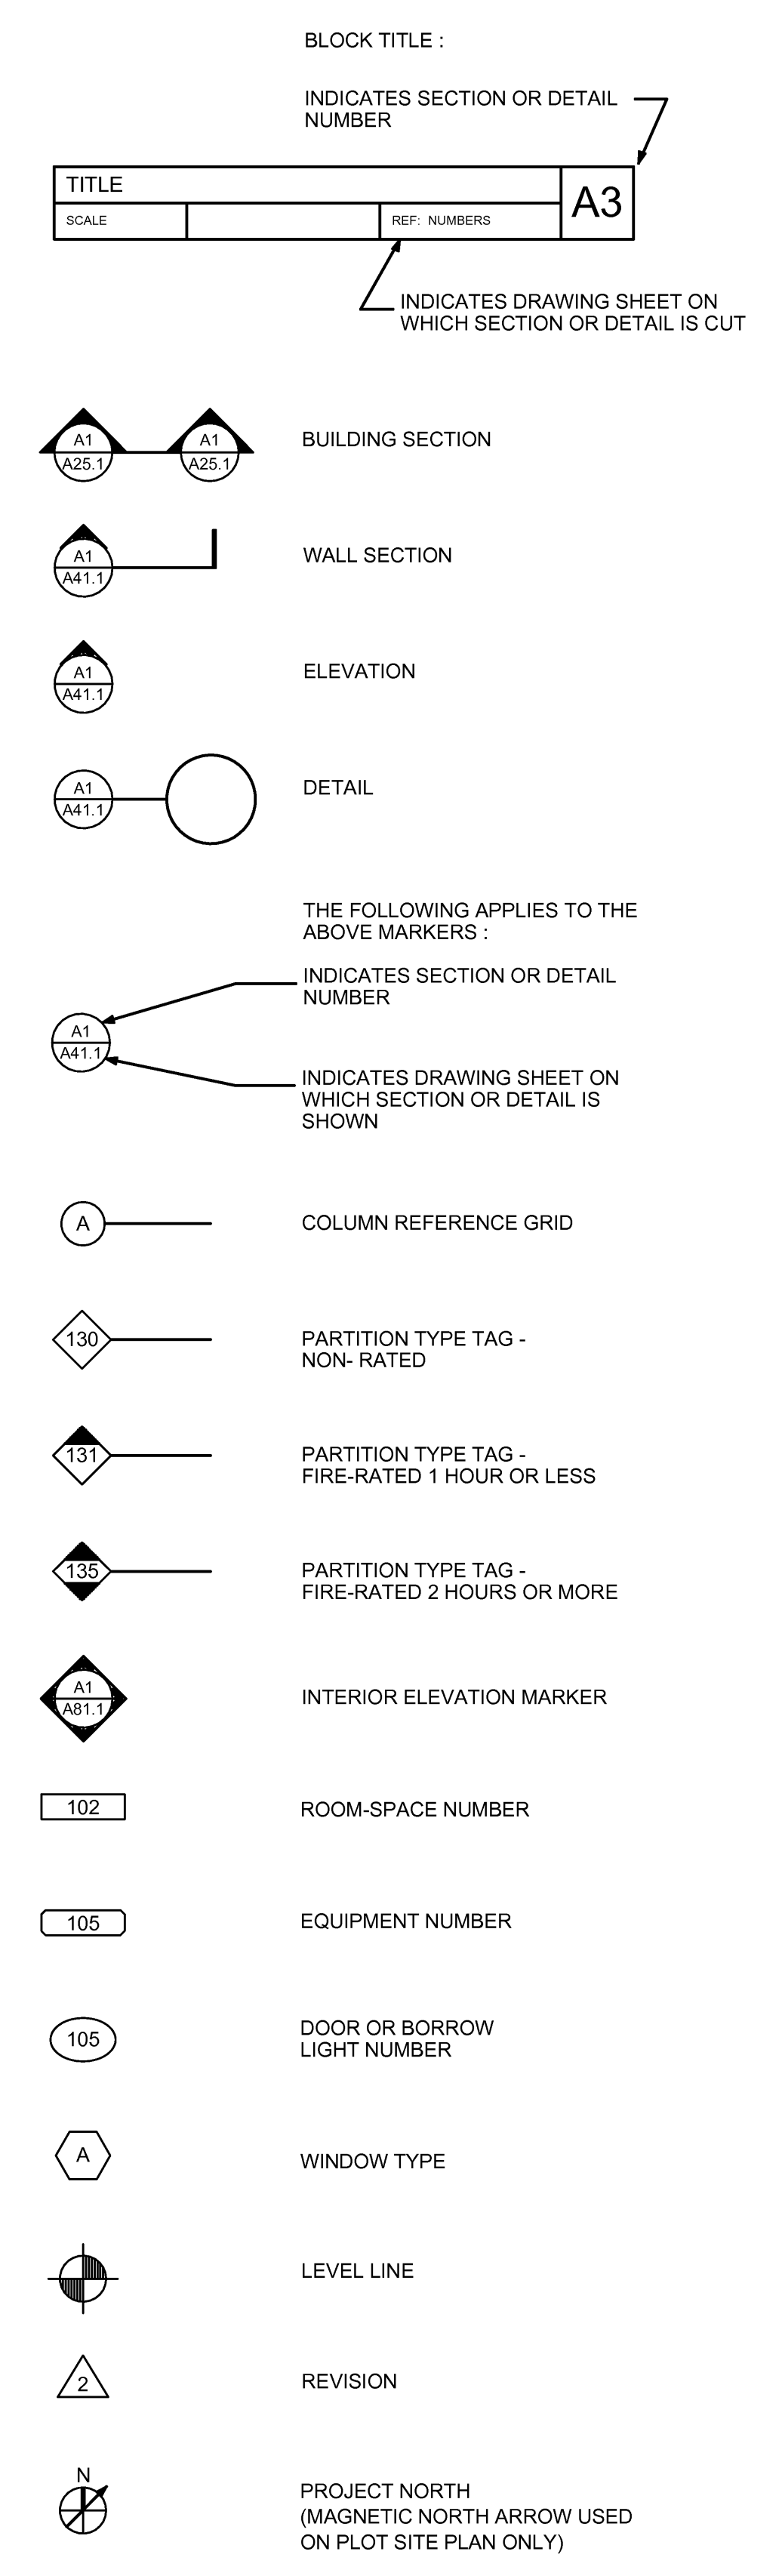 BLOCK TITLE :
INDICATES SECTION OR DETAIL
NUMBER
TITLE
A3
SCALE
REF: NUMBERS
INDICATES DRAWING SHEET ON
WHICH SECTION OR DETAIL IS CUT
A1
A25.1
A1
A25.1
BUILDING SECTION
A1
A41.1
WALL SECTION
A1
A41.1
ELEVATION
A1
A41.1
DETAIL
THE FOLLOWING APPLIES TO THE
ABOVE MARKERS :
INDICATES SECTION OR DETAIL
NUMBER
A1
A41.1
INDICATES DRAWING SHEET ON
WHICH SECTION OR DETAIL IS
SHOWN
A
COLUMN REFERENCE GRID
130
PARTITION TYPE TAG -
NON- RATED
131
PARTITION TYPE TAG -
FIRE-RATED 1 HOUR OR LESS
135
PARTITION TYPE TAG -
FIRE-RATED 2 HOURS OR MORE
A1
A81.1
INTERIOR ELEVATION MARKER
102
ROOM-SPACE NUMBER
105
EQUIPMENT NUMBER
105
DOOR OR BORROW
LIGHT NUMBER
A
WINDOW TYPE
LEVEL LINE
2
REVISION
N
PROJECT NORTH
(MAGNETIC NORTH ARROW USED
ON PLOT SITE PLAN ONLY)